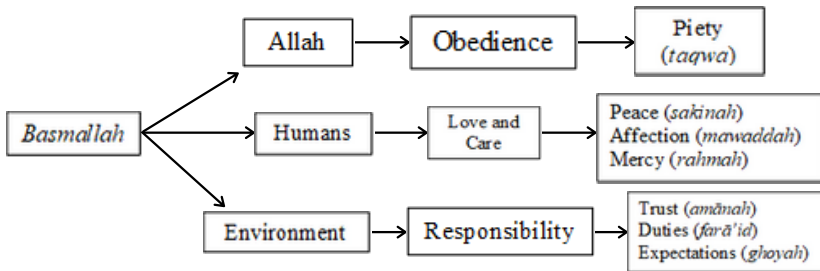 Allah
Obedience
Piety
(taqwa)
Basmallah
Humans
Love and
Care
Peace (sakinah)
Affection (mawaddah)
Mercy (rahmah)
Environment
Responsibility
Trust (amānah)
Duties (farā'id)
Expectations (ghoyah)